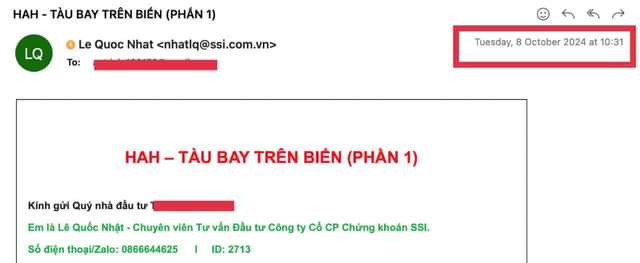 HAH - TÀU BAY TRÊN BIỂN (PHẦN 1)
LQ
Le Quoc Nhat <nhatlq@ssi.com.vn>
Tuesday, 8 October 2024 at 10:31
To:
HAH – TÀU BAY TRÊN BIỂN (PHẦN 1)
Kính gửi Quý nhà đầu tư
Em là Lê Quốc Nhật - Chuyên viên Tư vấn Đầu tư Công ty Cổ CP Chứng khoán SSI.
Số điện thoại/Zalo: 0866644625 I ID: 2713